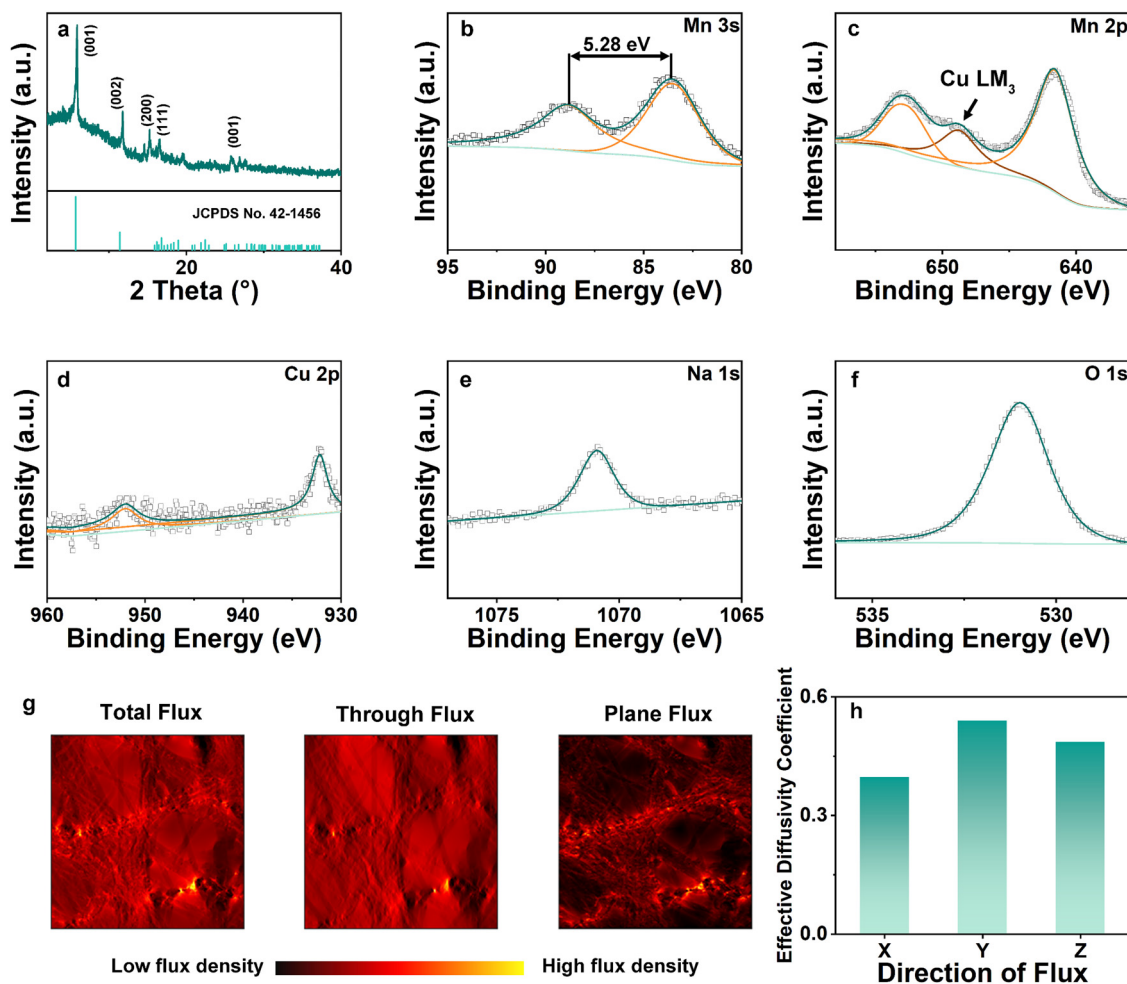 a
(001)
(002)
(200)
(111)
(001)
JCPDS No. 42-1456
Intensity (a.u.)
20
40
2 Theta (°)
b
Mn 3s
5.28 eV
Intensity (a.u.)
95
90
85
80
Binding Energy (eV)
c
Mn 2p
Cu LM₃
Intensity (a.u.)
650
640
Binding Energy (eV)
d
Cu 2p
Intensity (a.u.)
960
950
940
930
Binding Energy (eV)
e
Na 1s
Intensity (a.u.)
1075
1070
1065
Binding Energy (eV)
f
O 1s
Intensity (a.u.)
535
530
Binding Energy (eV)
g
Total Flux
Through Flux
Plane Flux
Low flux density
High flux density
h
Effective Diffusivity Coefficient
0.6
0.3
0.0
X
Y
Z
Direction of Flux